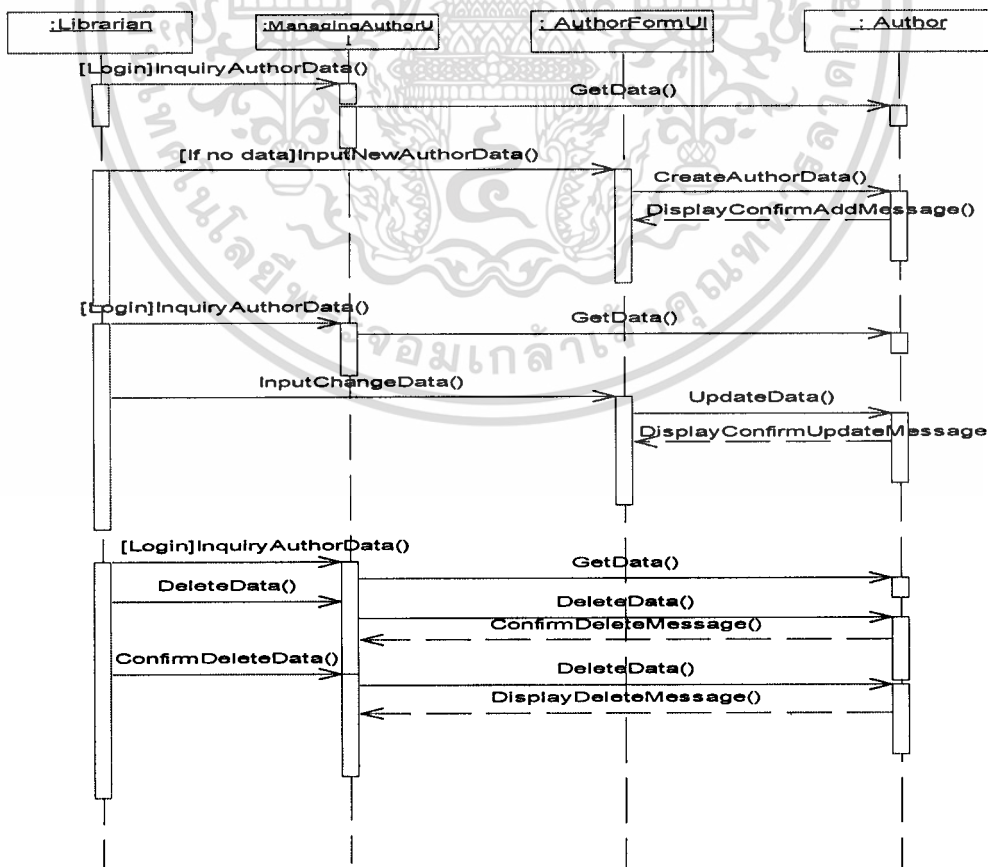 :Librarian
:ManagingAuthorU
I
: AuthorFormUI
: Author
[Login]InquiryAuthorData()
GetData()
[If no data]InputNewAuthorData()
CreateAuthorData()
DisplayConfirmAddMessage()
[Login]InquiryAuthorData()
GetData()
InputChangeData()
UpdateData()
DisplayConfirmUpdateMessage
[Login]InquiryAuthorData()
GetData()
DeleteData()
DeleteData()
ConfirmDeleteMessage()
ConfirmDeleteData()
DeleteData()
DisplayDeleteMessage()